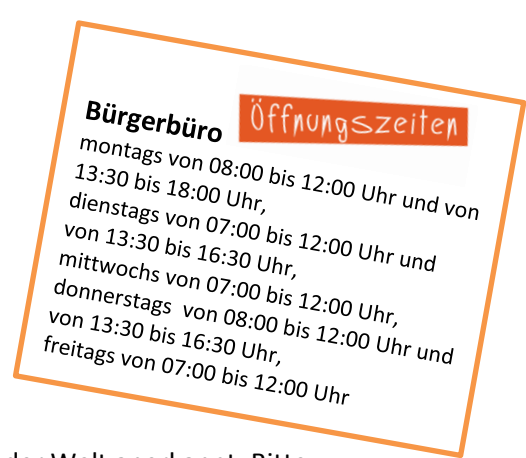 Öffnungszeiten
Bürgerbüro
montags von 08:00 bis 12:00 Uhr und von
13:30 bis 18:00 Uhr,
dienstags von 07:00 bis 12:00 Uhr und
von 13:30 bis 16:30 Uhr,
mittwochs von 07:00 bis 12:00 Uhr,
donnerstags von 08:00 bis 12:00 Uhr und
von 13:30 bis 16:30 Uhr,
freitags von 07:00 bis 12:00 Uhr